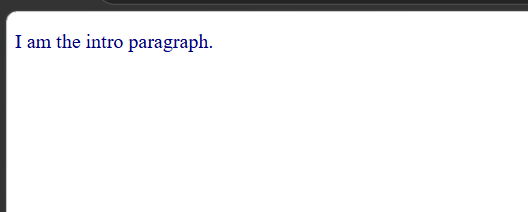 I am the intro paragraph.